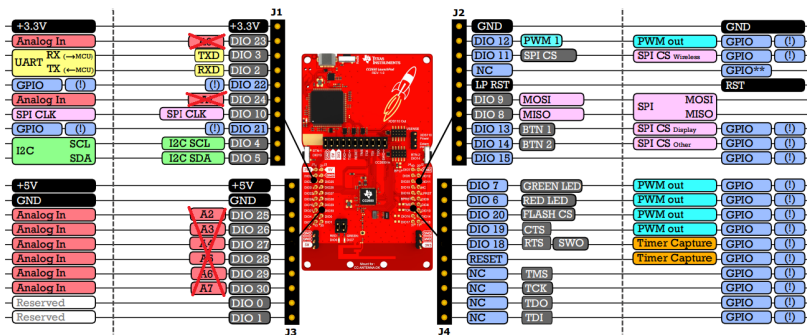 J1
J2
+3.3V +3.3V
Analog In DIO 23
UART RX (→MCU) TXD DIO 3
TX (←MCU) RXD DIO 2
GPIO (!) (!) DIO 22
Analog In DIO 24
SPI CLK SPI CLK DIO 10
GPIO (!) (!) DIO 21
I2C SCL I2C SCL DIO 4
SDA I2C SDA DIO 5
GND GND
DIO 12 PWM 1 PWM out GPIO (!)
DIO 11 SPI CS SPI CS Wireless GPIO (!)
NC GPIO**
LP RST RST
DIO 9 MOSI SPI MOSI
DIO 8 MISO MISO
DIO 13 BTN 1 SPI CS Display GPIO (!)
DIO 14 BTN 2 SPI CS Other GPIO (!)
DIO 15 GPIO (!)
TEXAS INSTRUMENTS
+5V +5V
GND GND
Analog In A2 DIO 25
Analog In A3 DIO 26
Analog In A4 DIO 27
Analog In A5 DIO 28
Analog In A6 DIO 29
Analog In A7 DIO 30
Reserved DIO 0
Reserved DIO 1
DIO 7 GREEN LED PWM out GPIO (!)
DIO 6 RED LED PWM out GPIO (!)
DIO 20 FLASH CS PWM out GPIO (!)
DIO 19 CTS PWM out GPIO (!)
DIO 18 RTS SWO Timer Capture GPIO (!)
RESET Timer Capture GPIO (!)
NC TMS GPIO (!)
NC TCK GPIO (!)
NC TDO GPIO (!)
NC TDI GPIO (!)
J3
J4